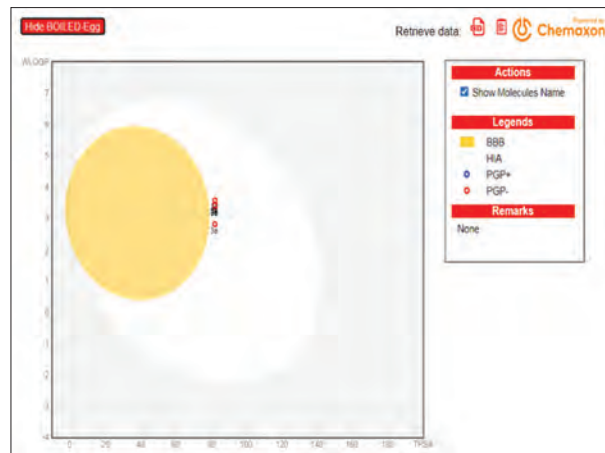 Hide BOILED-Egg
Retrieve data:
Powered by
Chemaxon
WLOGP
Actions
Show Molecules Name
Legends
BBB
HIA
PGP+
PGP-
Remarks
None
7
6
5
4
3
2
1
0
-1
-2
-3
-4
0 20 40 60 80 100 120 140 160 180 TPSA